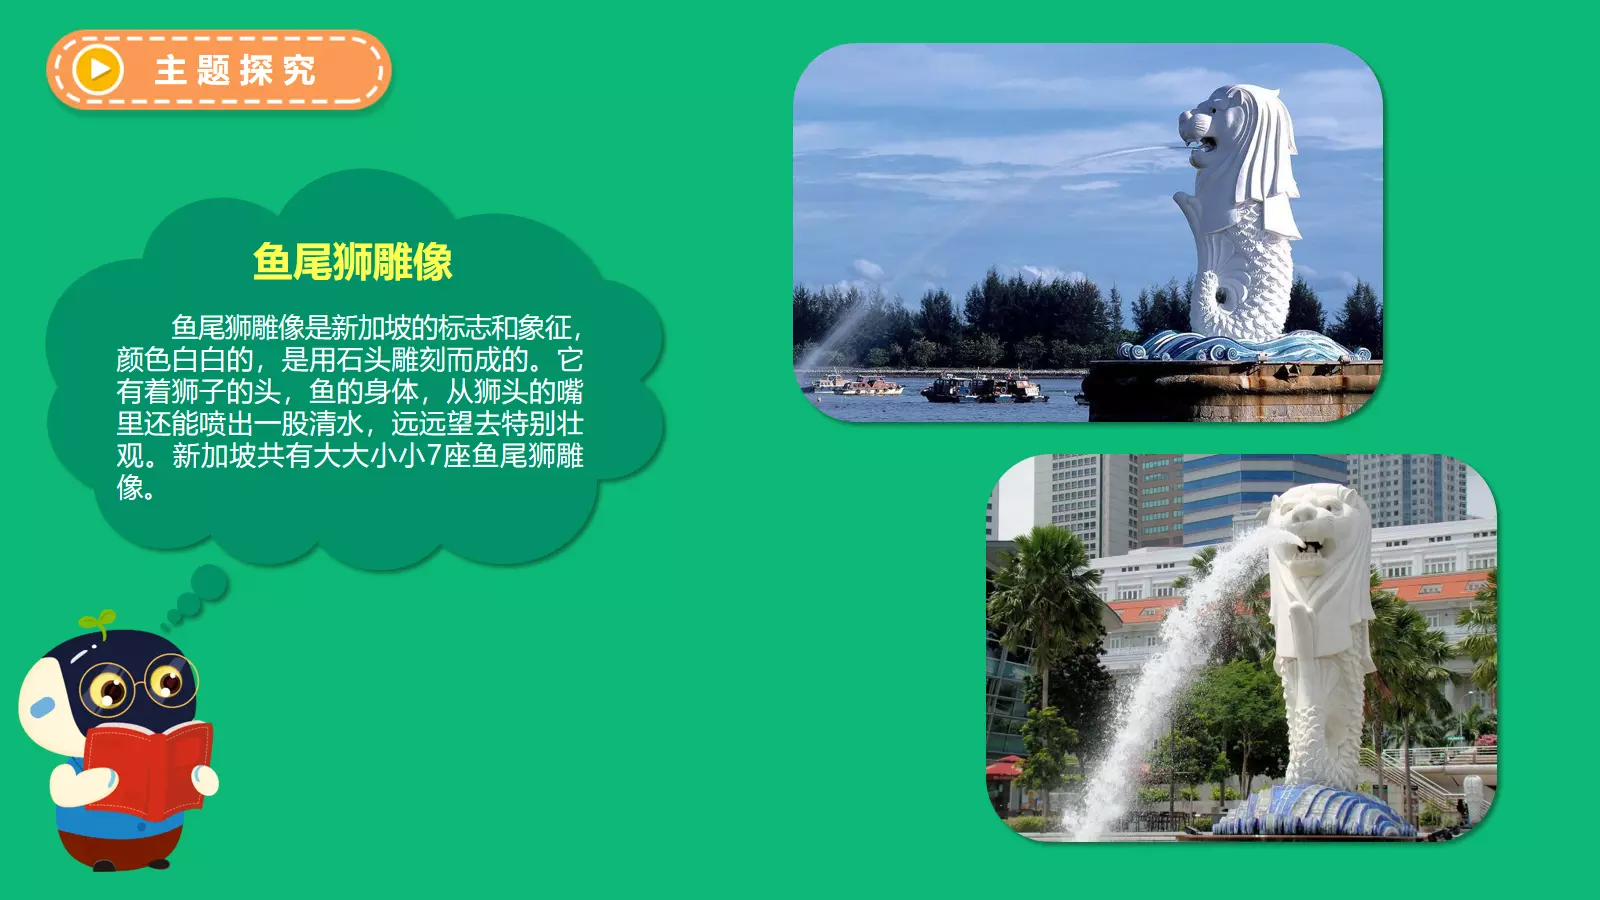 主题探究
鱼尾狮雕像
鱼尾狮雕像是新加坡的标志和象征，
颜色白白的，是用石头雕刻而成的。它
有着狮子的头，鱼的身体，从狮头的嘴
里还能喷出一股清水，远远望去特别壮
观。新加坡共有大大小小7座鱼尾狮雕
像。